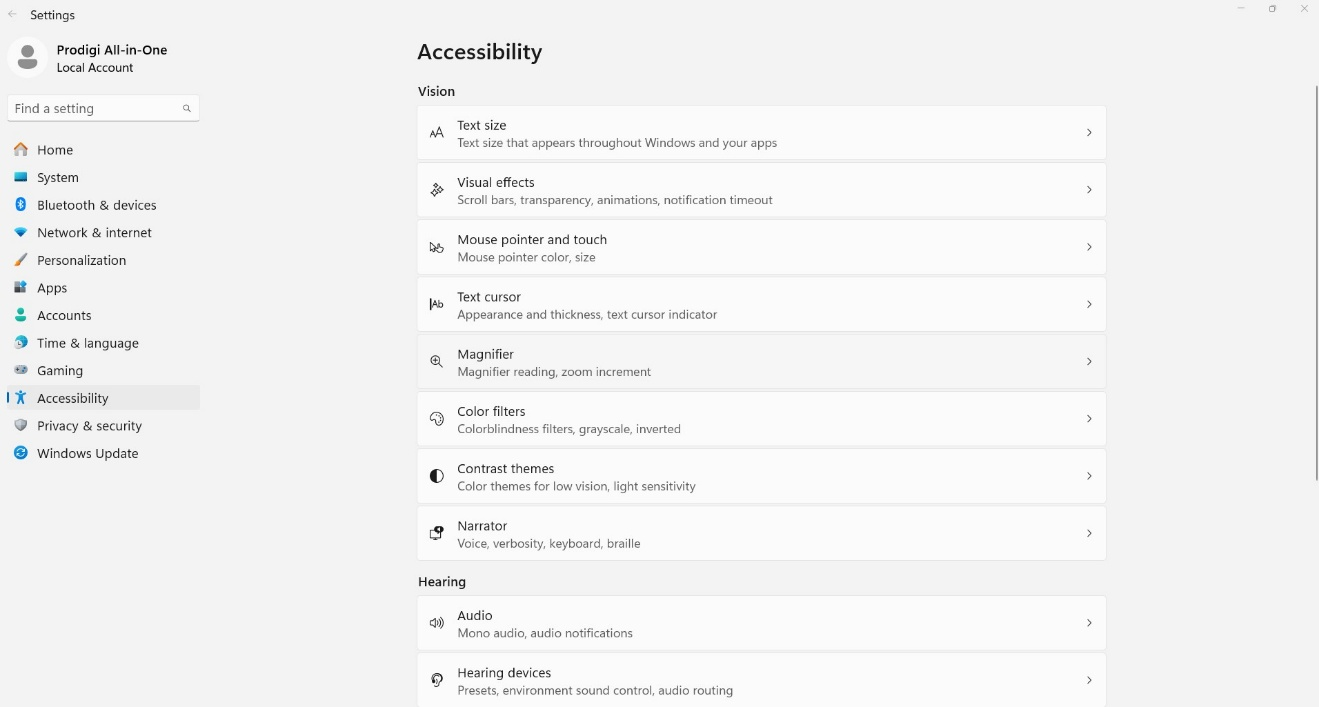 Settings
Prodigi All-in-One
Local Account
Find a setting
Home
System
Bluetooth & devices
Network & internet
Personalization
Apps
Accounts
Time & language
Gaming
Accessibility
Privacy & security
Windows Update
Accessibility
Vision
Text size
Text size that appears throughout Windows and your apps
Visual effects
Scroll bars, transparency, animations, notification timeout
Mouse pointer and touch
Mouse pointer color, size
Text cursor
Appearance and thickness, text cursor indicator
Magnifier
Magnifier reading, zoom increment
Color filters
Colorblindness filters, grayscale, inverted
Contrast themes
Color themes for low vision, light sensitivity
Narrator
Voice, verbosity, keyboard, braille
Hearing
Audio
Mono audio, audio notifications
Hearing devices
Presets, environment sound control, audio routing